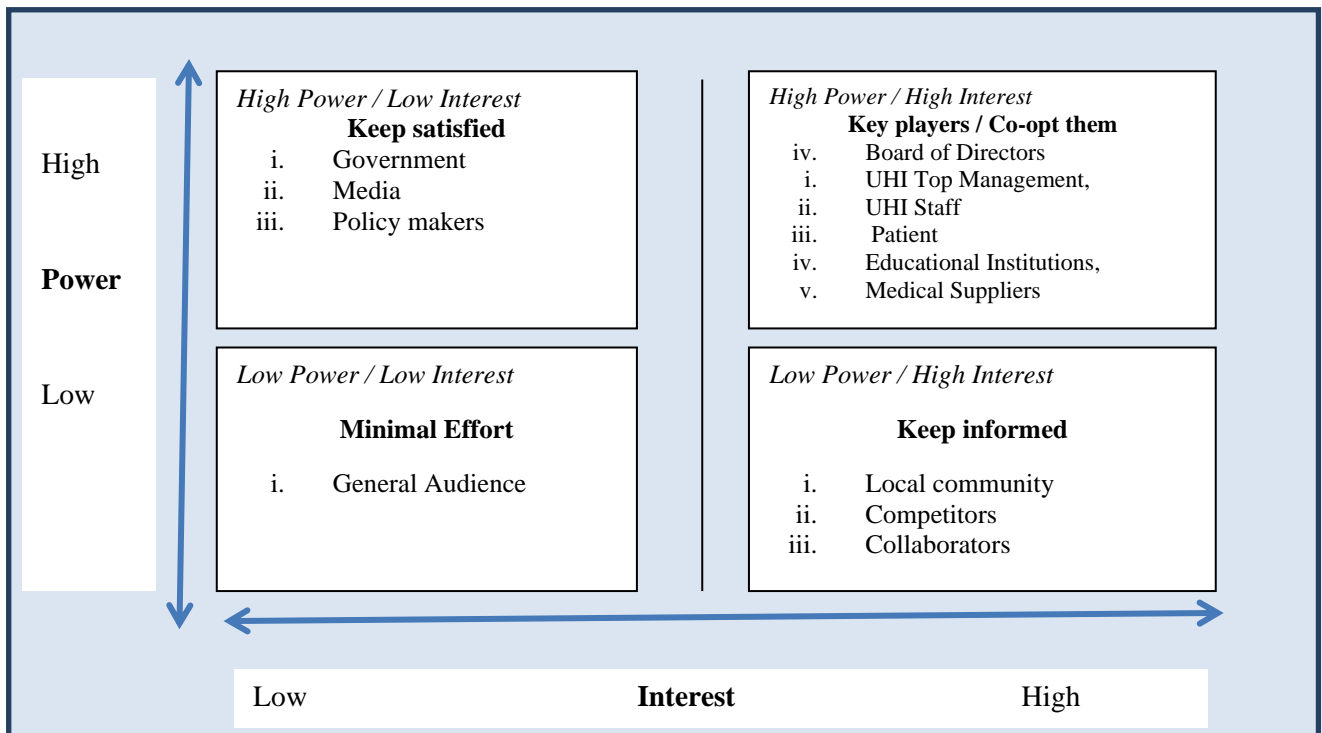 High
Power
Low
High Power / Low Interest
Keep satisfied
i. Government
ii. Media
iii. Policy makers
High Power / High Interest
Key players / Co-opt them
iv. Board of Directors
i. UHI Top Management,
ii. UHI Staff
iii. Patient
iv. Educational Institutions,
v. Medical Suppliers
Low Power / Low Interest
Minimal Effort
i. General Audience
Low Power / High Interest
Keep informed
i. Local community
ii. Competitors
iii. Collaborators
Low Interest High